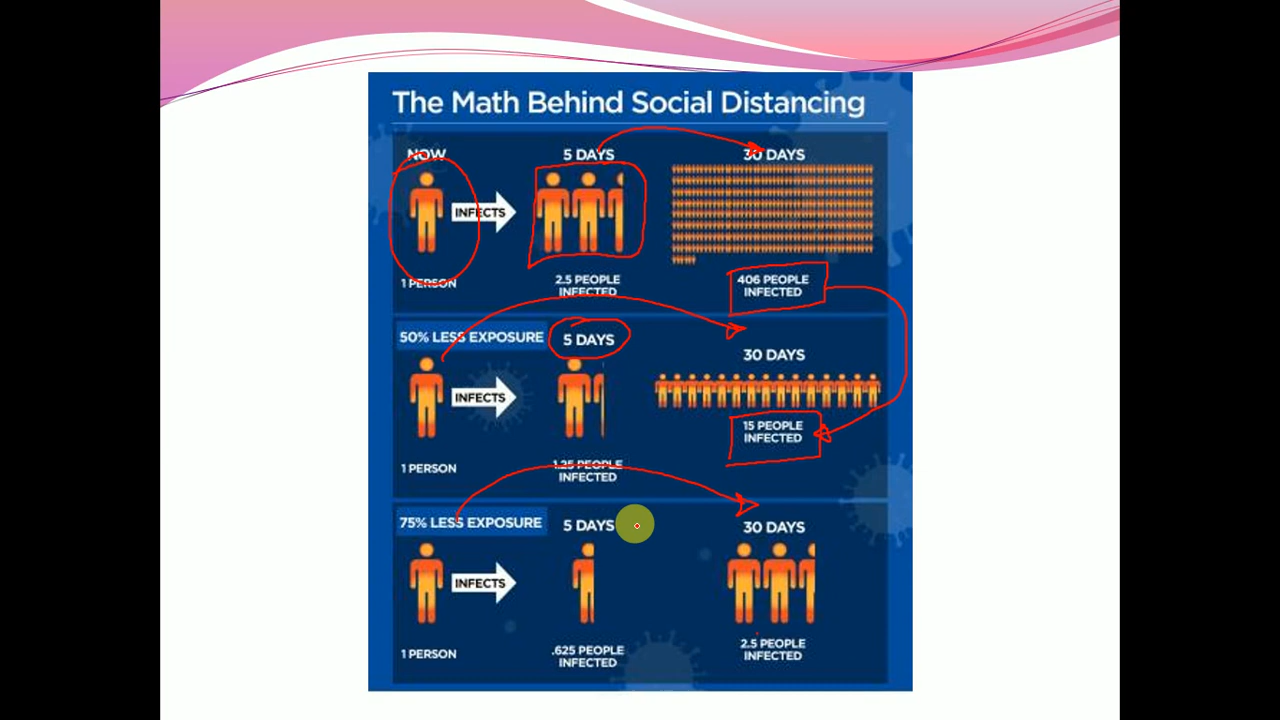 The Math Behind Social Distancing
NOW
5 DAYS
30 DAYS
INFECTS
1 PERSON
2.5 PEOPLE
INFECTED
406 PEOPLE
INFECTED
50% LESS EXPOSURE
5 DAYS
30 DAYS
INFECTS
1 PERSON
1.25 PEOPLE
INFECTED
15 PEOPLE
INFECTED
75% LESS EXPOSURE
5 DAYS
30 DAYS
INFECTS
1 PERSON
.625 PEOPLE
INFECTED
2.5 PEOPLE
INFECTED